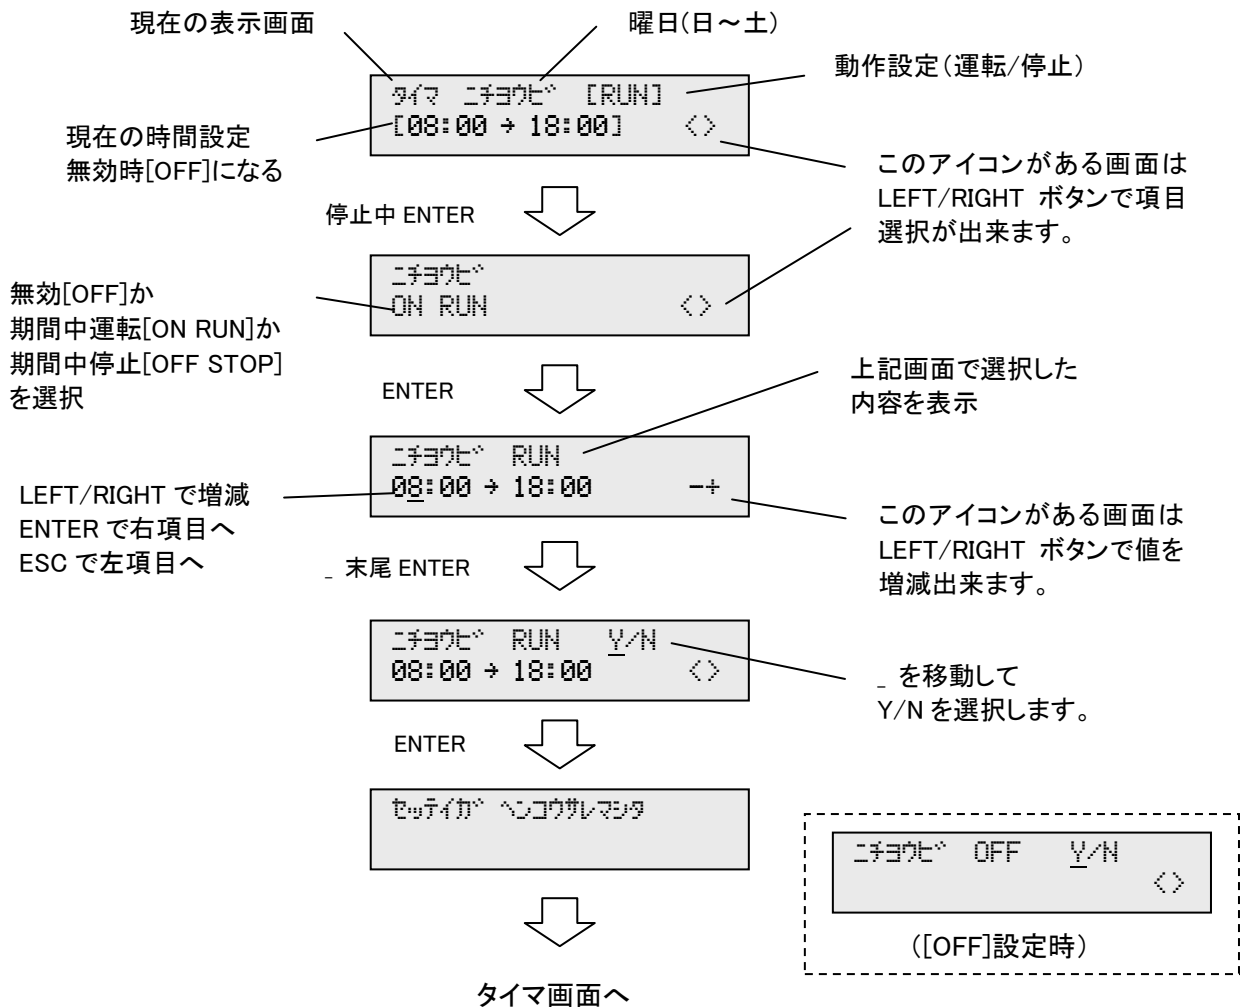 現在の表示画面
曜日(日～土)
動作設定(運転/停止)
タイマ ニチヨウビ [RUN]
[08:00 → 18:00] <>
現在の時間設定
無効時[OFF]になる
このアイコンがある画面は
LEFT/RIGHT ボタンで項目
選択が出来ます。
停止中 ENTER
ニチヨウビ
ON RUN <>
無効[OFF]か
期間中運転[ON RUN]か
期間中停止[OFF STOP]
を選択
ENTER
上記画面で選択した
内容を表示
ニチヨウビ RUN
08:00 → 18:00 -+
LEFT/RIGHT で増減
ENTER で右項目へ
ESC で左項目へ
このアイコンがある画面は
LEFT/RIGHT ボタンで値を
増減出来ます。
_ 末尾 ENTER
ニチヨウビ RUN Y/N
08:00 → 18:00 <>
_ を移動して
Y/N を選択します。
ENTER
セッテイガ ヘンコウサレマシタ
ニチヨウビ OFF Y/N
<>
([OFF]設定時)
タイマ画面へ